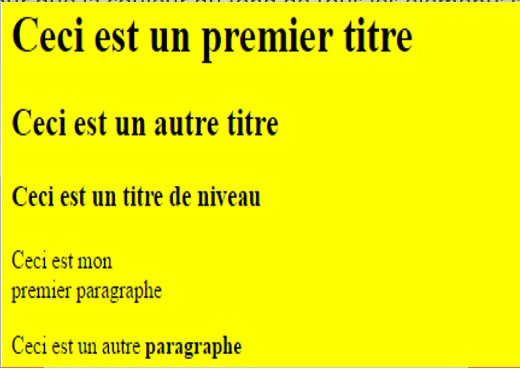 Ceci est un premier titre
Ceci est un autre titre
Ceci est un titre de niveau
Ceci est mon
premier paragraphe
Ceci est un autre paragraphe